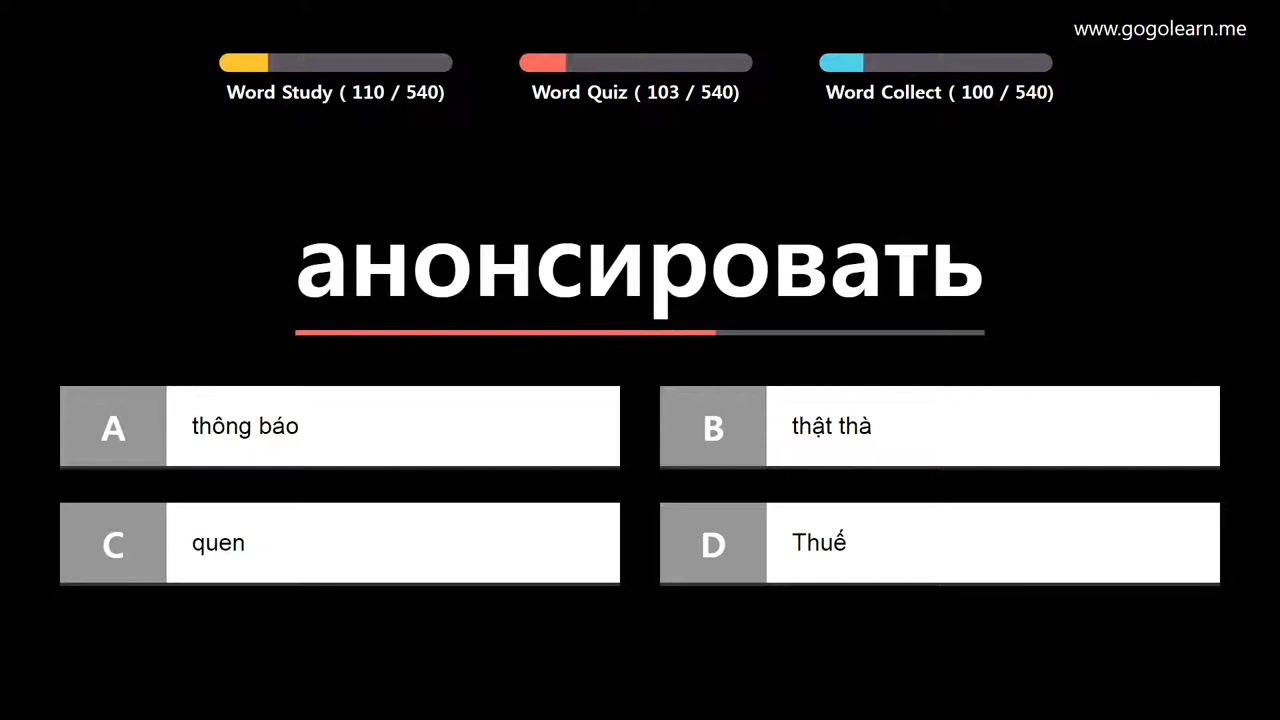 www.gogolearn.me
Word Study ( 110 / 540)
Word Quiz ( 103 / 540)
Word Collect ( 100 / 540)
анонсировать
A
thông báo
B
thật thà
C
quen
D
Thuế